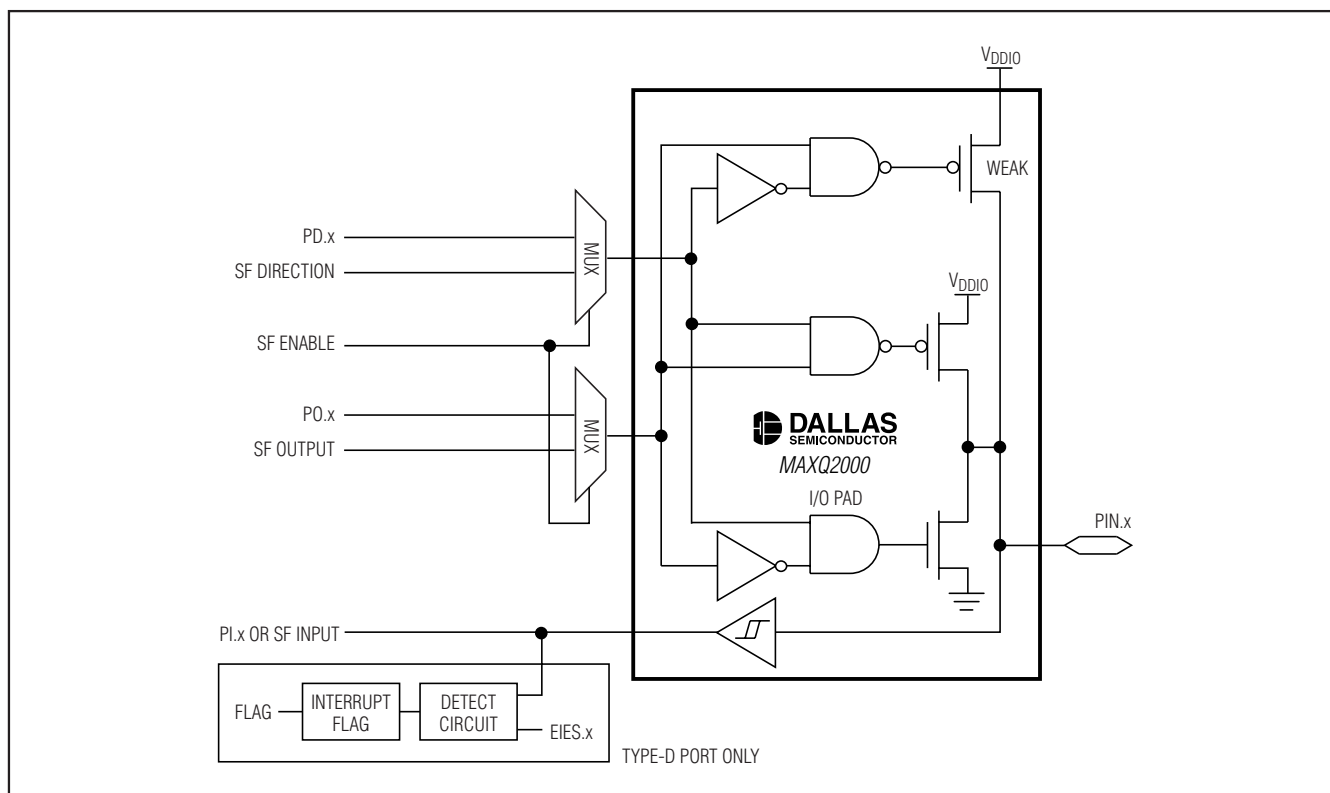 VDDIO
WEAK
PD.x
SF DIRECTION
MUX
VDDIO
SF ENABLE
PO.x
SF OUTPUT
MUX
DALLAS
SEMICONDUCTOR
MAXQ2000
I/O PAD
PIN.x
PI.x OR SF INPUT
FLAG
INTERRUPT
FLAG
DETECT
CIRCUIT
EIES.x
TYPE-D PORT ONLY